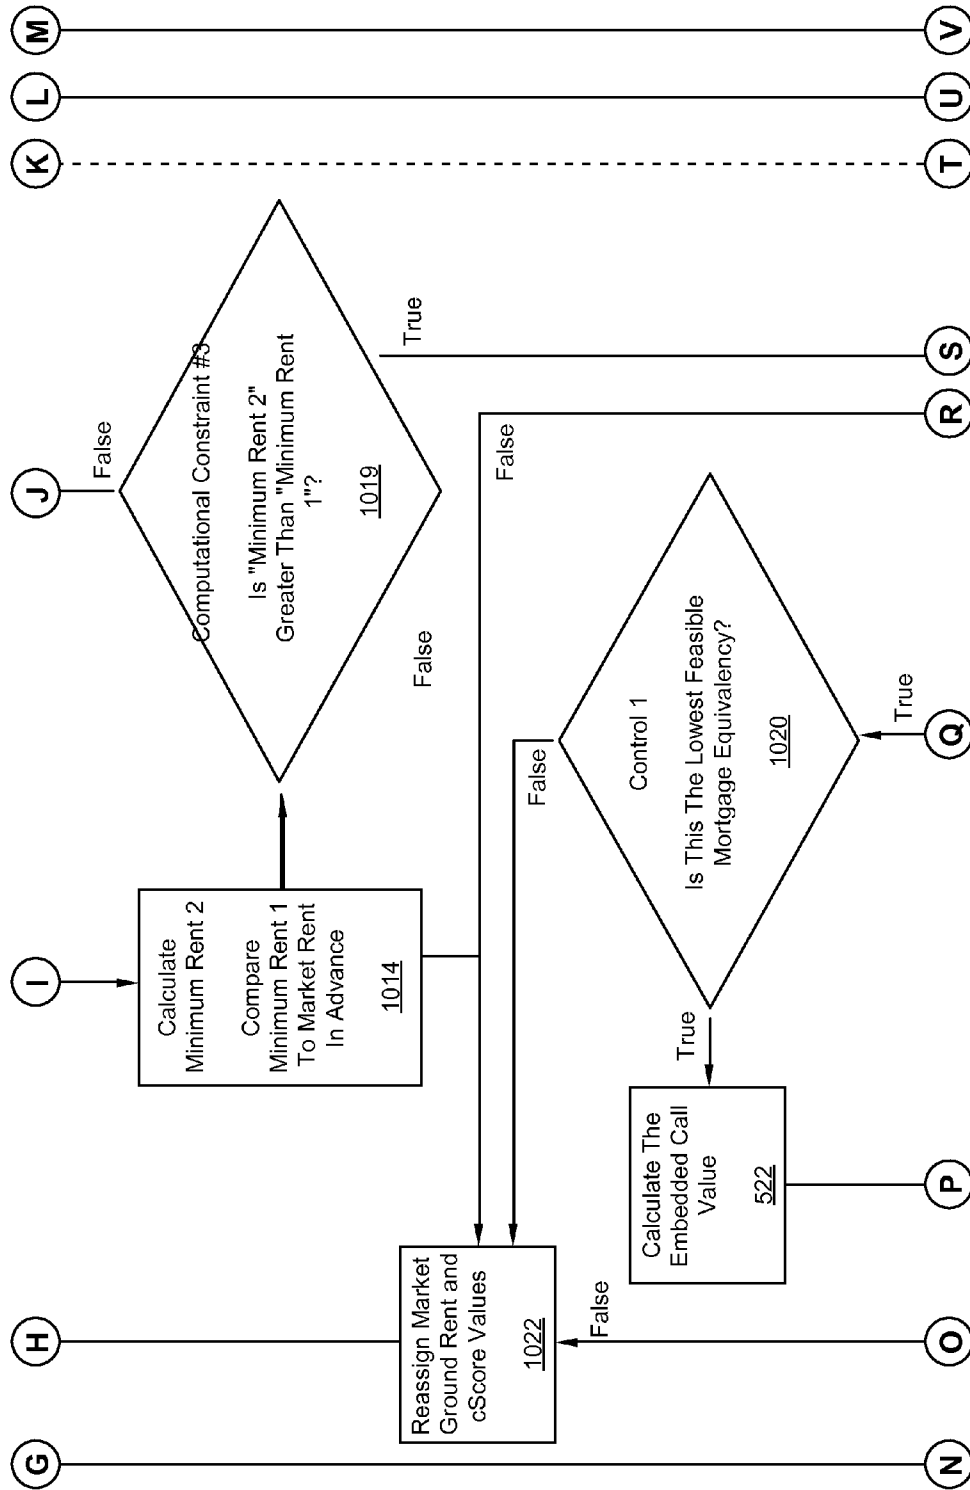 G
H
I
J
K
L
M
Calculate
Minimum Rent 2
Compare
Minimum Rent 1
To Market Rent
In Advance
1014
False
Computational Constraint #3
Is "Minimum Rent 2"
Greater Than "Minimum Rent
1"?
1019
False
True
Reassign Market
Ground Rent and
cScore Values
1022
False
False
False
Control 1
Is This The Lowest Feasible
Mortgage Equivalency?
1020
True
True
Calculate The
Embedded Call
Value
522
N
O
P
Q
R
S
T
U
V